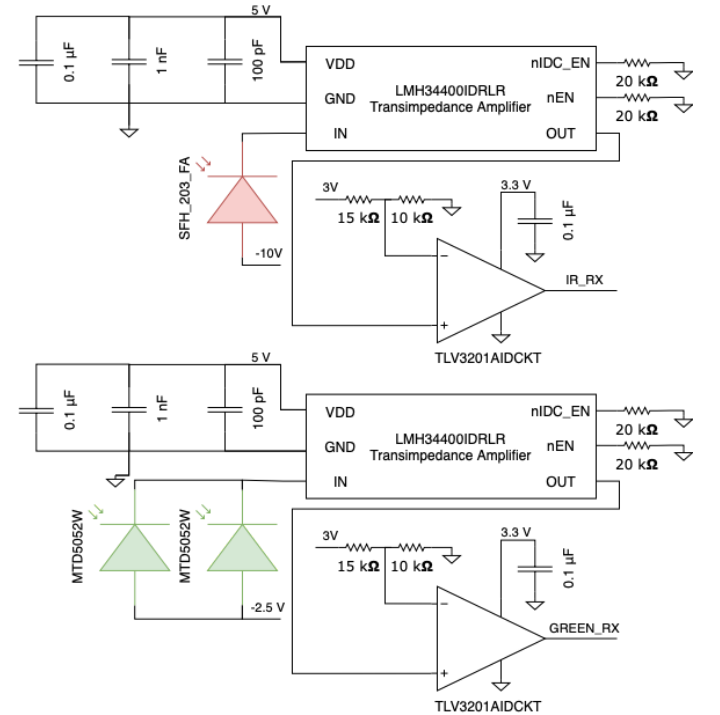 5 V
0.1 µF
1 nF
100 pF
VDD
GND
IN
LMH34400IDRLR
Transimpedance Amplifier
nIDC_EN
nEN
OUT
20 kΩ
20 kΩ
SFH_203_FA
-10V
3V
15 kΩ
10 kΩ
3.3 V
0.1 µF
−
+
IR_RX
TLV3201AIDCKT
5 V
0.1 µF
1 nF
100 pF
VDD
GND
IN
LMH34400IDRLR
Transimpedance Amplifier
nIDC_EN
nEN
OUT
20 kΩ
20 kΩ
MTD5052W
MTD5052W
-2.5 V
3V
15 kΩ
10 kΩ
3.3 V
0.1 µF
−
+
GREEN_RX
TLV3201AIDCKT